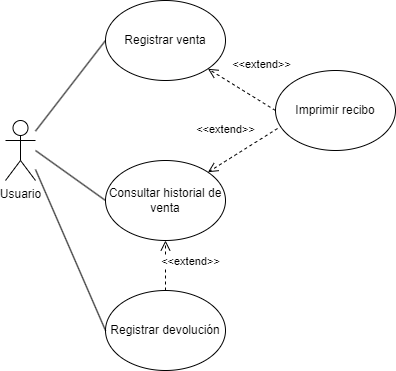 Registrar venta
<<extend>>
Imprimir recibo
<<extend>>
Usuario
Consultar historial de
venta
<<extend>>
Registrar devolución